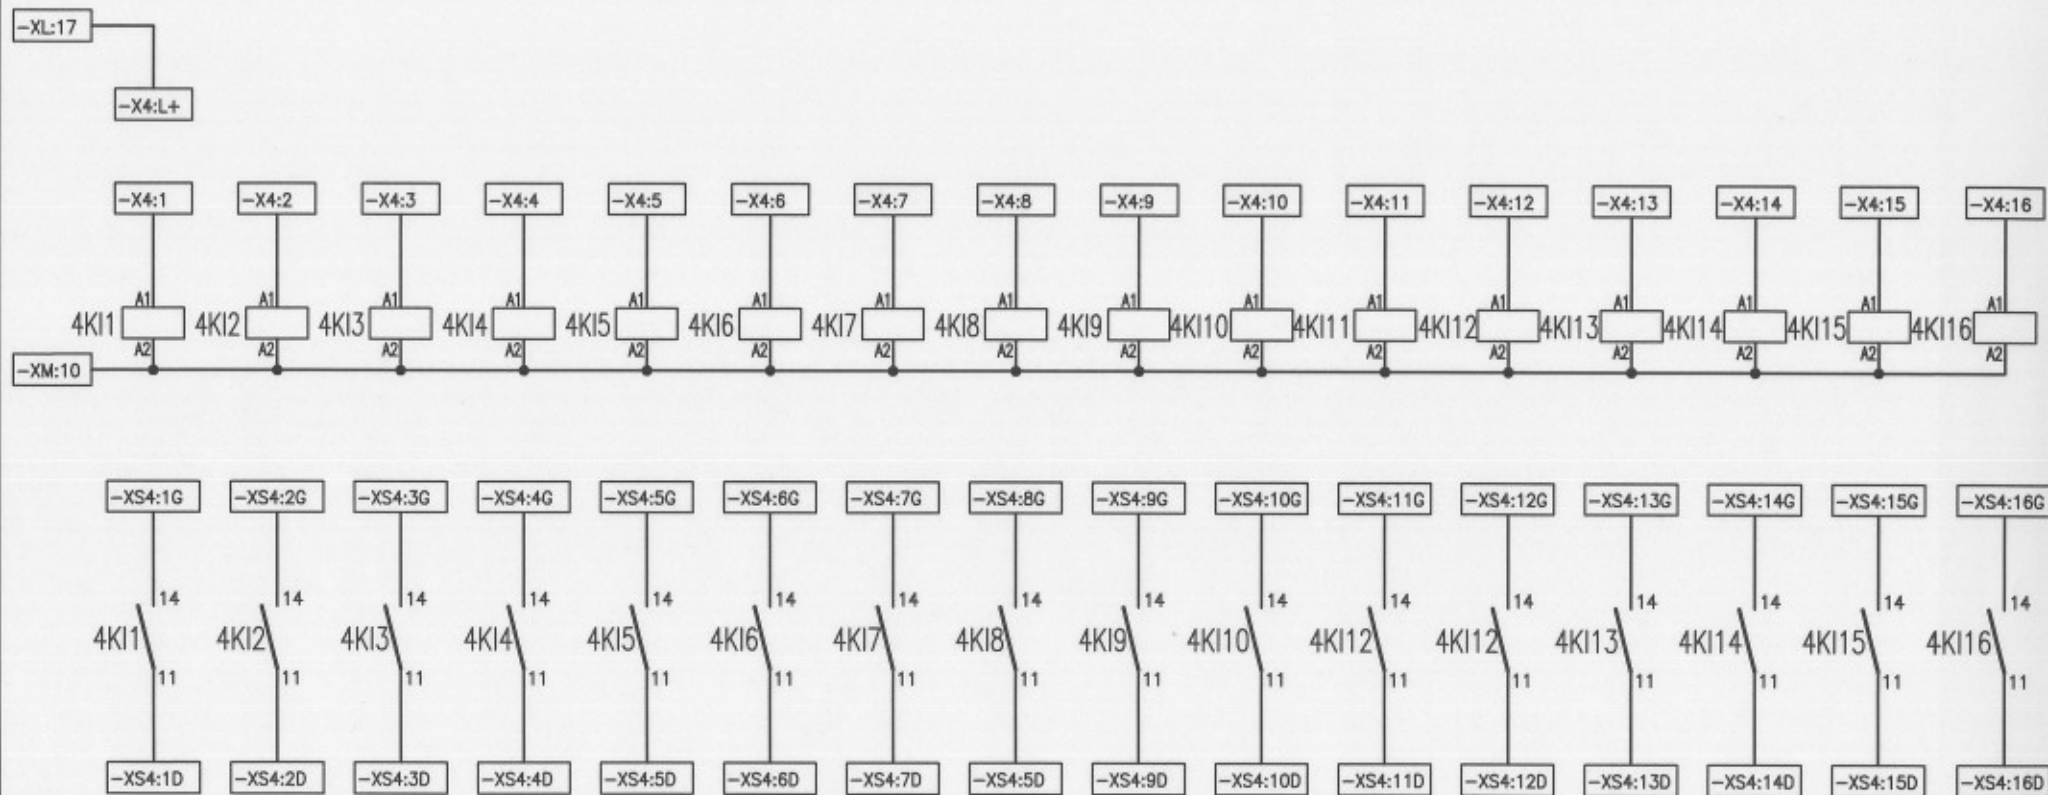 -XL:17
-X4:L+
-X4:1 -X4:2 -X4:3 -X4:4 -X4:5 -X4:6 -X4:7 -X4:8 -X4:9 -X4:10 -X4:11 -X4:12 -X4:13 -X4:14 -X4:15 -X4:16
A1 A1 A1 A1 A1 A1 A1 A1 A1 A1 A1 A1 A1 A1 A1 A1
4KI1 4KI2 4KI3 4KI4 4KI5 4KI6 4KI7 4KI8 4KI9 4KI10 4KI11 4KI12 4KI13 4KI14 4KI15 4KI16
A2 A2 A2 A2 A2 A2 A2 A2 A2 A2 A2 A2 A2 A2 A2 A2
-XM:10
-XS4:1G -XS4:2G -XS4:3G -XS4:4G -XS4:5G -XS4:6G -XS4:7G -XS4:8G -XS4:9G -XS4:10G -XS4:11G -XS4:12G -XS4:13G -XS4:14G -XS4:15G -XS4:16G
14 14 14 14 14 14 14 14 14 14 14 14 14 14 14 14
4KI1 4KI2 4KI3 4KI4 4KI5 4KI6 4KI7 4KI8 4KI9 4KI10 4KI12 4KI12 4KI13 4KI14 4KI15 4KI16
11 11 11 11 11 11 11 11 11 11 11 11 11 11 11 11
-XS4:1D -XS4:2D -XS4:3D -XS4:4D -XS4:5D -XS4:6D -XS4:7D -XS4:5D -XS4:9D -XS4:10D -XS4:11D -XS4:12D -XS4:13D -XS4:14D -XS4:15D -XS4:16D